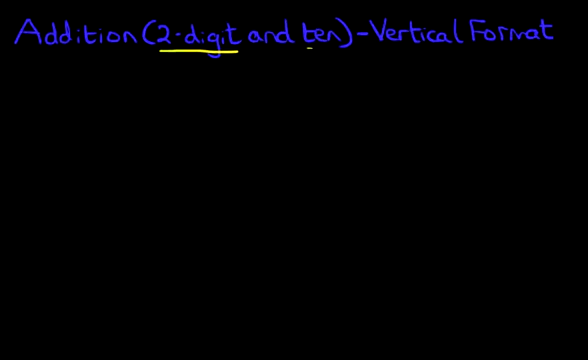 Addition (2-digit and ten) - Vertical Format